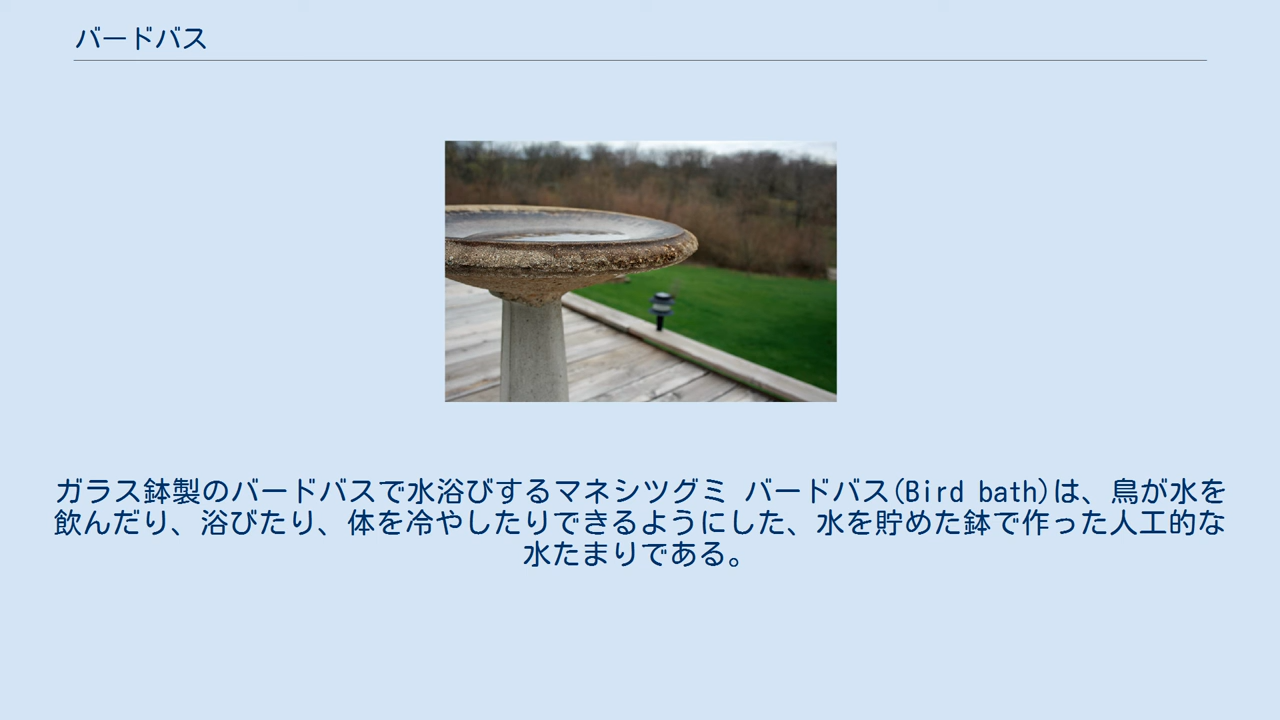 バードバス
ガラス鉢製のバードバスで水浴びするマネシツグミ バードバス(Bird bath)は、鳥が水を
飲んだり、浴びたり、体を冷やしたりできるようにした、水を貯めた鉢で作った人工的な
水たまりである。